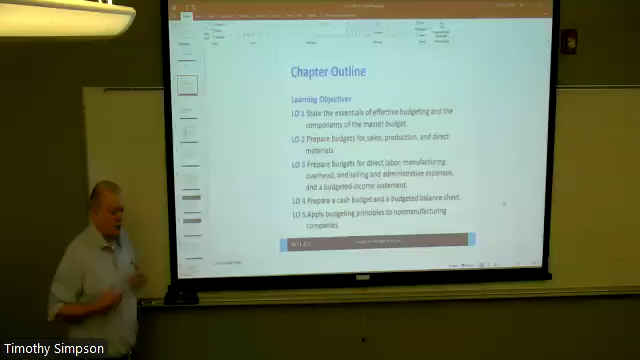 Chapter Outline
Learning Objectives
LO 1 State the essentials of effective budgeting and the
components of the master budget.
LO 2 Prepare budgets for sales, production, and direct
materials.
LO 3 Prepare budgets for direct labor, manufacturing
overhead, and selling and administrative expenses,
and a budgeted income statement.
LO 4 Prepare a cash budget and a budgeted balance sheet.
LO 5 Apply budgeting principles to nonmanufacturing
companies.
WILEY
Timothy Simpson